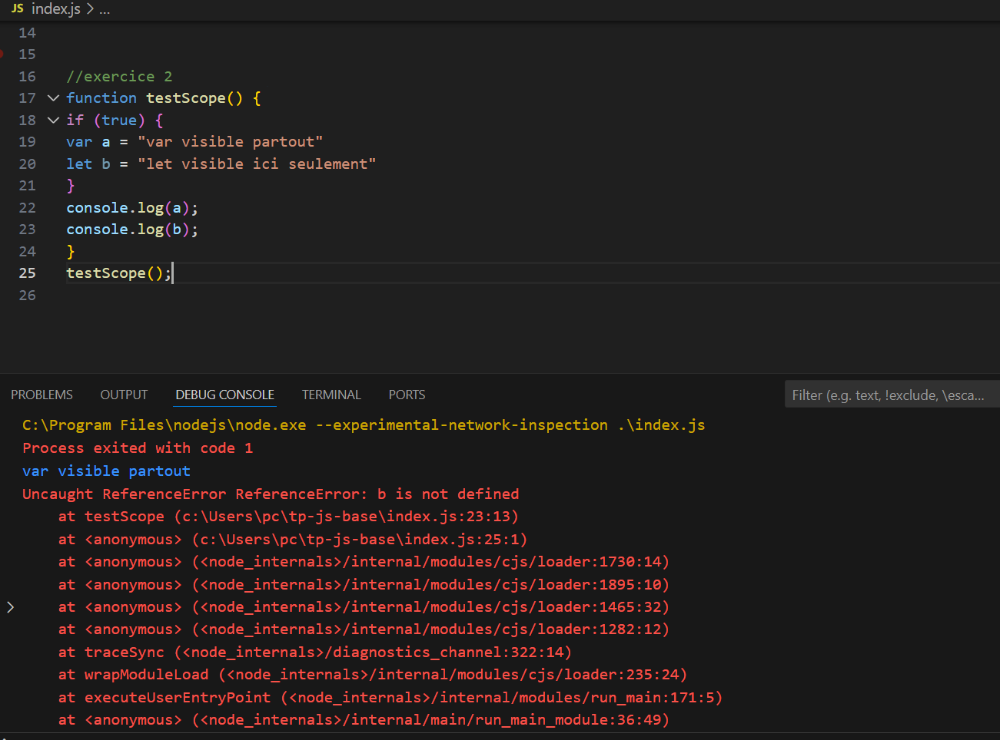 JS index.js > ...
14
15
16 //exercice 2
17 function testScope() {
18 if (true) {
19 var a = "var visible partout"
20 let b = "let visible ici seulement"
21 }
22 console.log(a);
23 console.log(b);
24 }
25 testScope();
26
PROBLEMS OUTPUT DEBUG CONSOLE TERMINAL PORTS Filter (e.g. text, !exclude, \esca...
C:\Program Files\nodejs\node.exe --experimental-network-inspection .\index.js
Process exited with code 1
var visible partout
Uncaught ReferenceError ReferenceError: b is not defined
    at testScope (c:\Users\pc\tp-js-base\index.js:23:13)
    at <anonymous> (c:\Users\pc\tp-js-base\index.js:25:1)
    at <anonymous> (<node_internals>/internal/modules/cjs/loader:1730:14)
    at <anonymous> (<node_internals>/internal/modules/cjs/loader:1895:10)
    at <anonymous> (<node_internals>/internal/modules/cjs/loader:1465:32)
    at <anonymous> (<node_internals>/internal/modules/cjs/loader:1282:12)
    at traceSync (<node_internals>/diagnostics_channel:322:14)
    at wrapModuleLoad (<node_internals>/internal/modules/cjs/loader:235:24)
    at executeUserEntryPoint (<node_internals>/internal/modules/run_main:171:5)
    at <anonymous> (<node_internals>/internal/main/run_main_module:36:49)